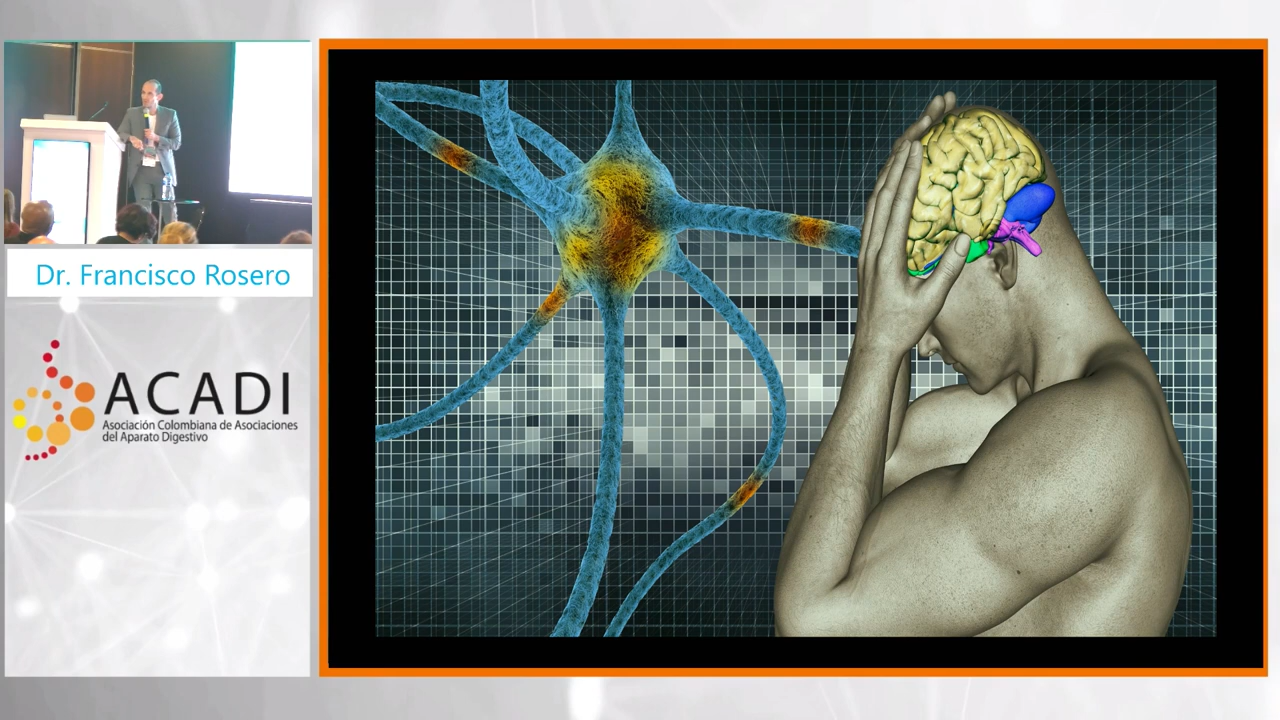 Dr. Francisco Rosero
ACADI
Asociación Colombiana de Asociaciones
del Aparato Digestivo